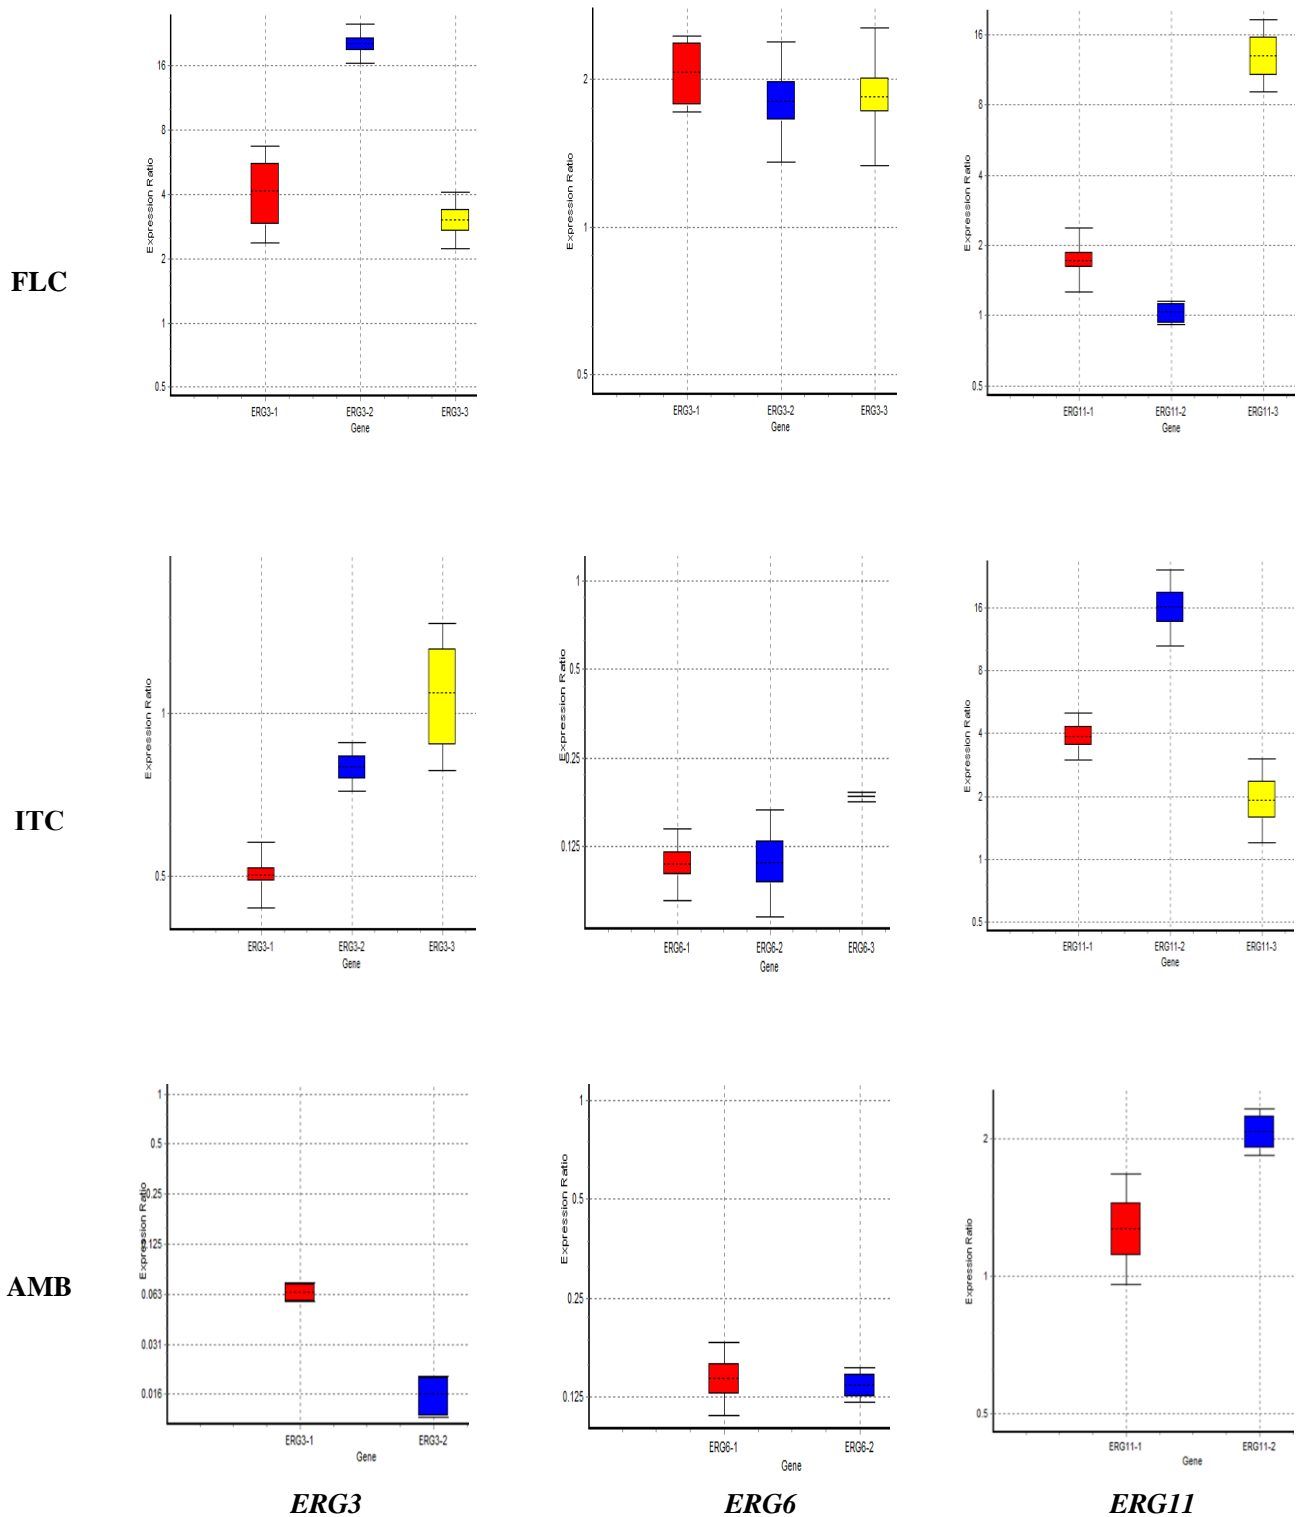 16
8
4
2
1
0.5
Expression Ratio
ERG3-1
ERG3-2
ERG3-3
Gene
2
1
0.5
Expression Ratio
ERG3-1
ERG3-2
ERG3-3
Gene
16
8
4
2
1
0.5
Expression Ratio
ERG11-1
ERG11-2
ERG11-3
Gene
FLC
1
0.5
Expression Ratio
ERG3-1
ERG3-2
ERG3-3
Gene
1
0.5
0.25
0.125
Expression Ratio
ERG6-1
ERG6-2
ERG6-3
Gene
16
8
4
2
1
0.5
Expression Ratio
ERG11-1
ERG11-2
ERG11-3
Gene
ITC
1
0.5
0.25
0.125
0.063
0.031
0.016
Expression Ratio
ERG3-1
ERG3-2
Gene
1
0.5
0.25
0.125
Expression Ratio
ERG6-1
ERG6-2
Gene
2
1
0.5
Expression Ratio
ERG11-1
ERG11-2
Gene
AMB
ERG3
ERG6
ERG11